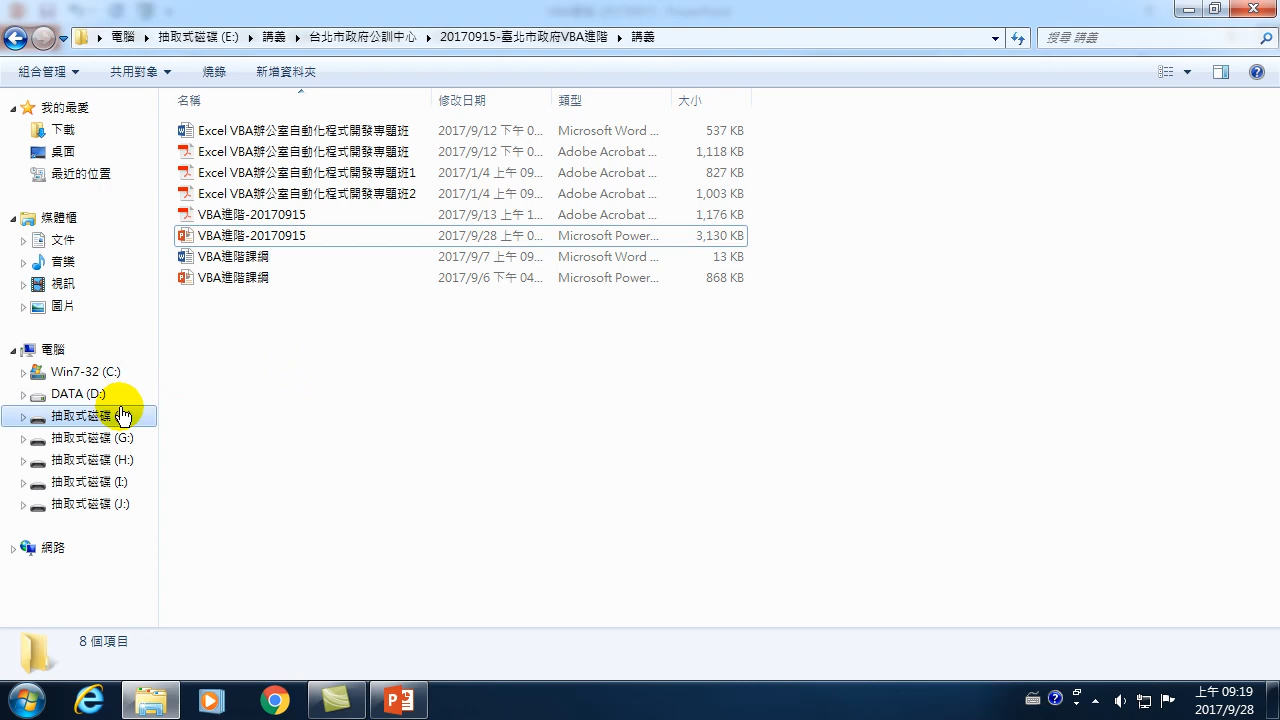 電腦 ▸ 抽取式磁碟 (E:) ▸ 講義 ▸ 台北市政府公訓中心 ▸ 20170915-臺北市政府VBA進階 ▸ 講義
搜尋 講義
組合管理 共用對象 燒錄 新增資料夾
名稱 修改日期 類型 大小
Excel VBA辦公室自動化程式開發專題班 2017/9/12 下午 0... Microsoft Word ... 537 KB
Excel VBA辦公室自動化程式開發專題班 2017/9/12 下午 0... Adobe Acrobat ... 1,118 KB
Excel VBA辦公室自動化程式開發專題班1 2017/1/4 上午 09... Adobe Acrobat ... 827 KB
Excel VBA辦公室自動化程式開發專題班2 2017/1/4 上午 09... Adobe Acrobat ... 1,003 KB
VBA進階-20170915 2017/9/13 上午 1... Adobe Acrobat ... 1,176 KB
VBA進階-20170915 2017/9/28 上午 0... Microsoft Power... 3,130 KB
VBA進階課綱 2017/9/7 上午 09... Microsoft Word ... 13 KB
VBA進階課綱 2017/9/6 下午 04... Microsoft Power... 868 KB
我的最愛
下載
桌面
最近的位置
媒體櫃
文件
音樂
視訊
圖片
電腦
Win7-32 (C:)
DATA (D:)
抽取式磁碟
抽取式磁碟 (G:)
抽取式磁碟 (H:)
抽取式磁碟 (I:)
抽取式磁碟 (J:)
網路
8 個項目
上午 09:19
2017/9/28